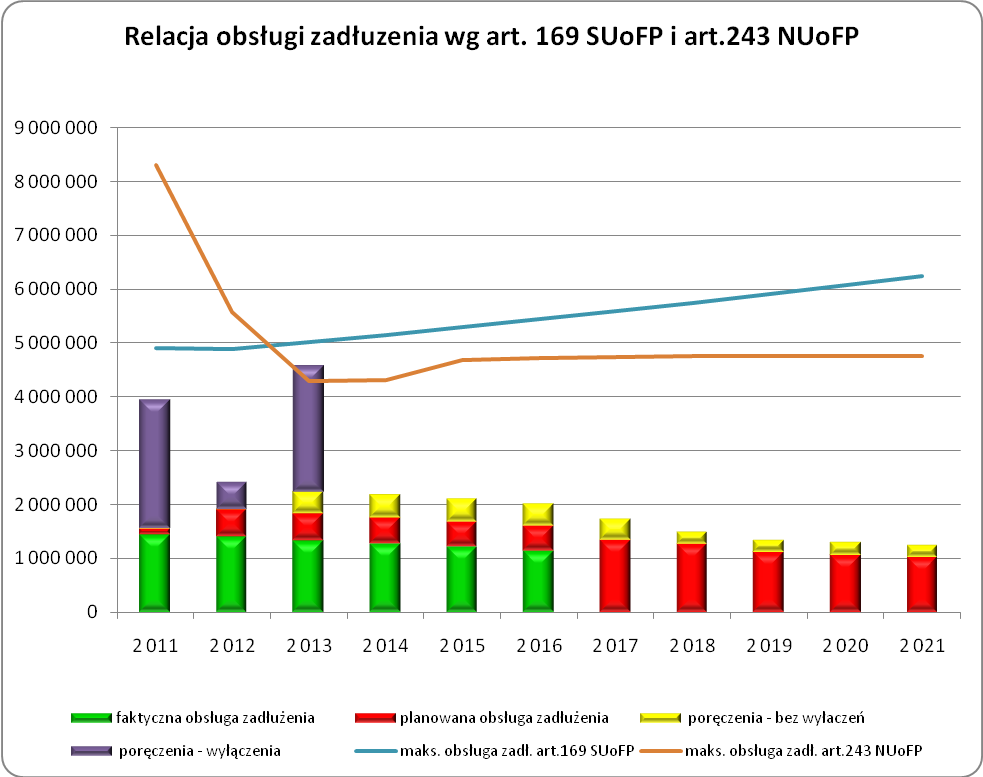 Relacja obsługi zadłuzenia wg art. 169 SUoFP i art.243 NUoFP
9 000 000
8 000 000
7 000 000
6 000 000
5 000 000
4 000 000
3 000 000
2 000 000
1 000 000
0
2 011 2 012 2 013 2 014 2 015 2 016 2 017 2 018 2 019 2 020 2 021
faktyczna obsługa zadłużenia planowana obsługa zadłużenia poręczenia - bez wyłaczeń
poręczenia - wyłączenia maks. obsługa zadl. art.169 SUoFP maks. obsługa zadl. art.243 NUoFP